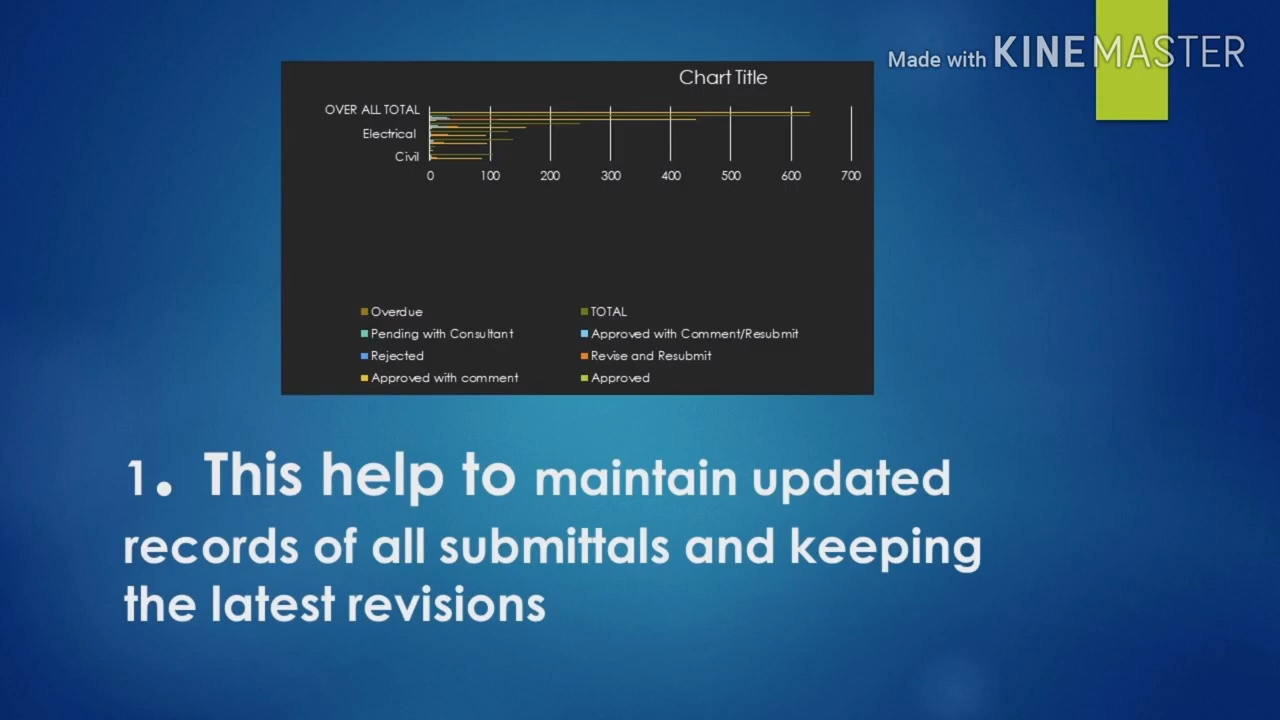 Made with KINEMASTER
Chart Title
OVER ALL TOTAL
Electrical
Civil
0 100 200 300 400 500 600 700
Overdue TOTAL
Pending with Consultant Approved with Comment/Resubmit
Rejected Revise and Resubmit
Approved with comment Approved
1. This help to maintain updated
records of all submittals and keeping
the latest revisions